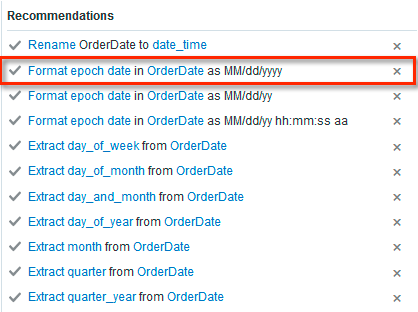 Recommendations
Rename OrderDate to date_time
Format epoch date in OrderDate as MM/dd/yyyy
Format epoch date in OrderDate as MM/dd/yy
Format epoch date in OrderDate as MM/dd/yy hh:mm:ss aa
Extract day_of_week from OrderDate
Extract day_of_month from OrderDate
Extract day_and_month from OrderDate
Extract day_of_year from OrderDate
Extract month from OrderDate
Extract quarter from OrderDate
Extract quarter_year from OrderDate